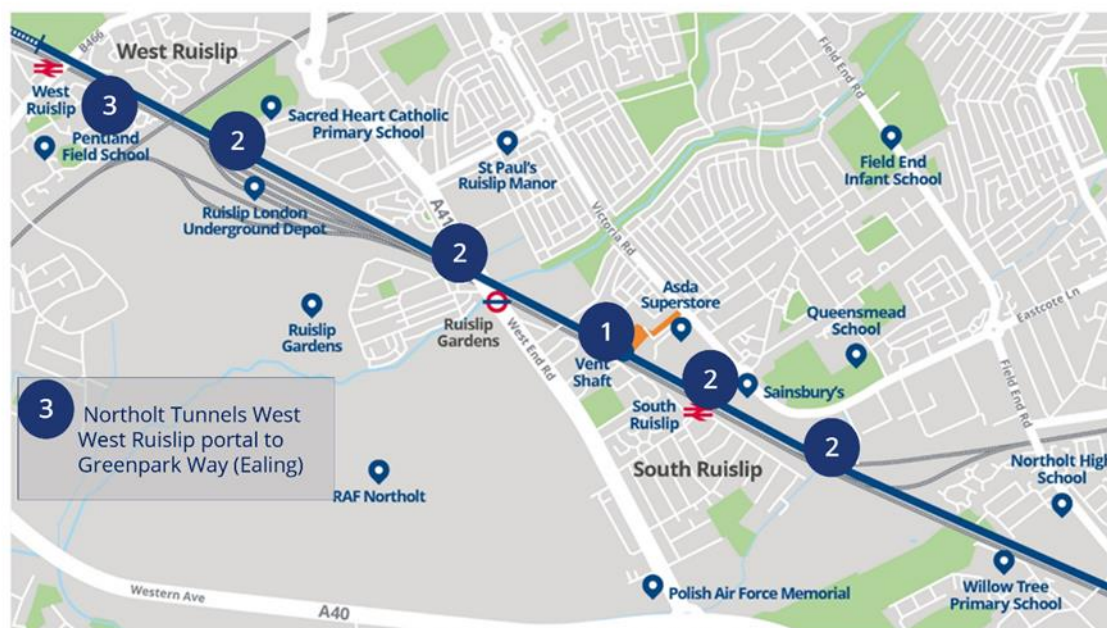 B466
West Ruislip
West
Ruislip
3
Pentland
Field School
2
Sacred Heart Catholic
Primary School
St Paul's
Ruislip Manor
Field End Rd
Field End
Infant School
Ruislip London
Underground Depot
A41
Victoria Rd
2
Ruislip
Gardens
Ruislip
Gardens
West End Rd
1
Vent
Shaft
Asda
Superstore
Queensmead
School
Eastcote Ln
2
Sainsbury's
South
Ruislip
Field End Rd
3
Northolt Tunnels West
West Ruislip portal to
Greenpark Way (Ealing)
RAF Northolt
South Ruislip
2
Northolt High
School
Western Ave
A40
Polish Air Force Memorial
Willow Tree
Primary School